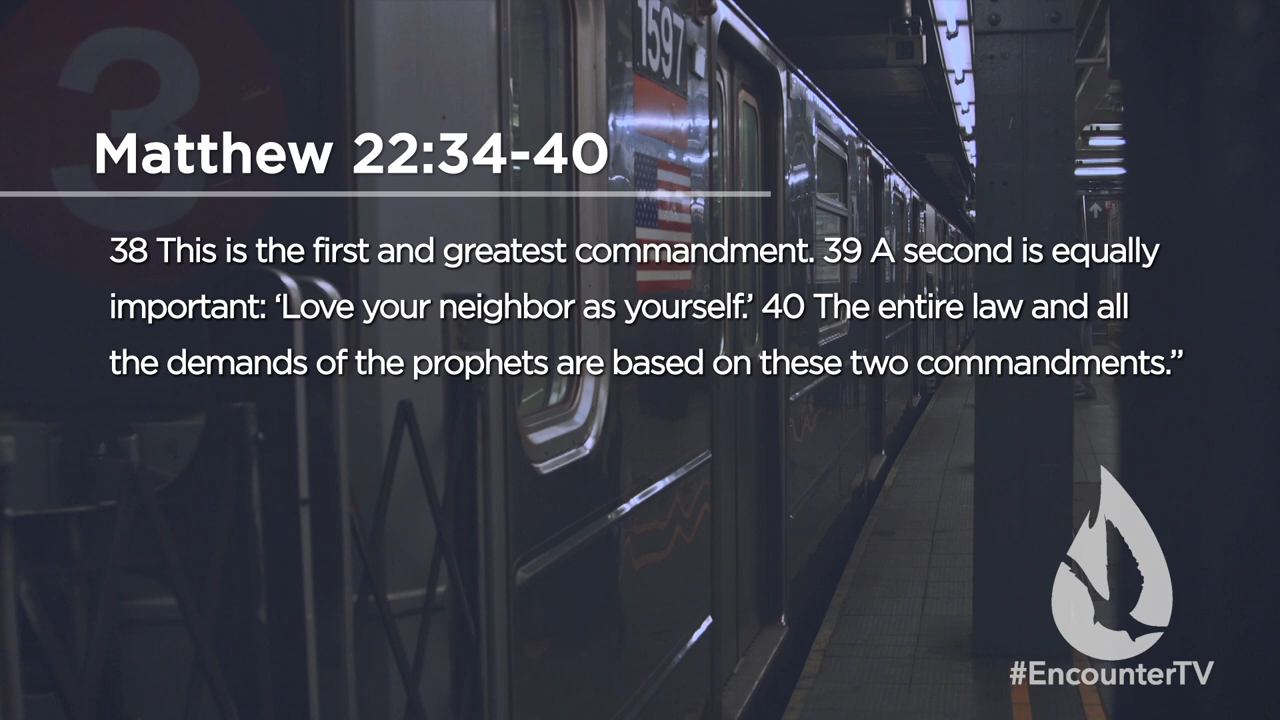 3
1597
Matthew 22:34-40
38 This is the first and greatest commandment. 39 A second is equally
important: ‘Love your neighbor as yourself.’ 40 The entire law and all
the demands of the prophets are based on these two commandments.”
#EncounterTV